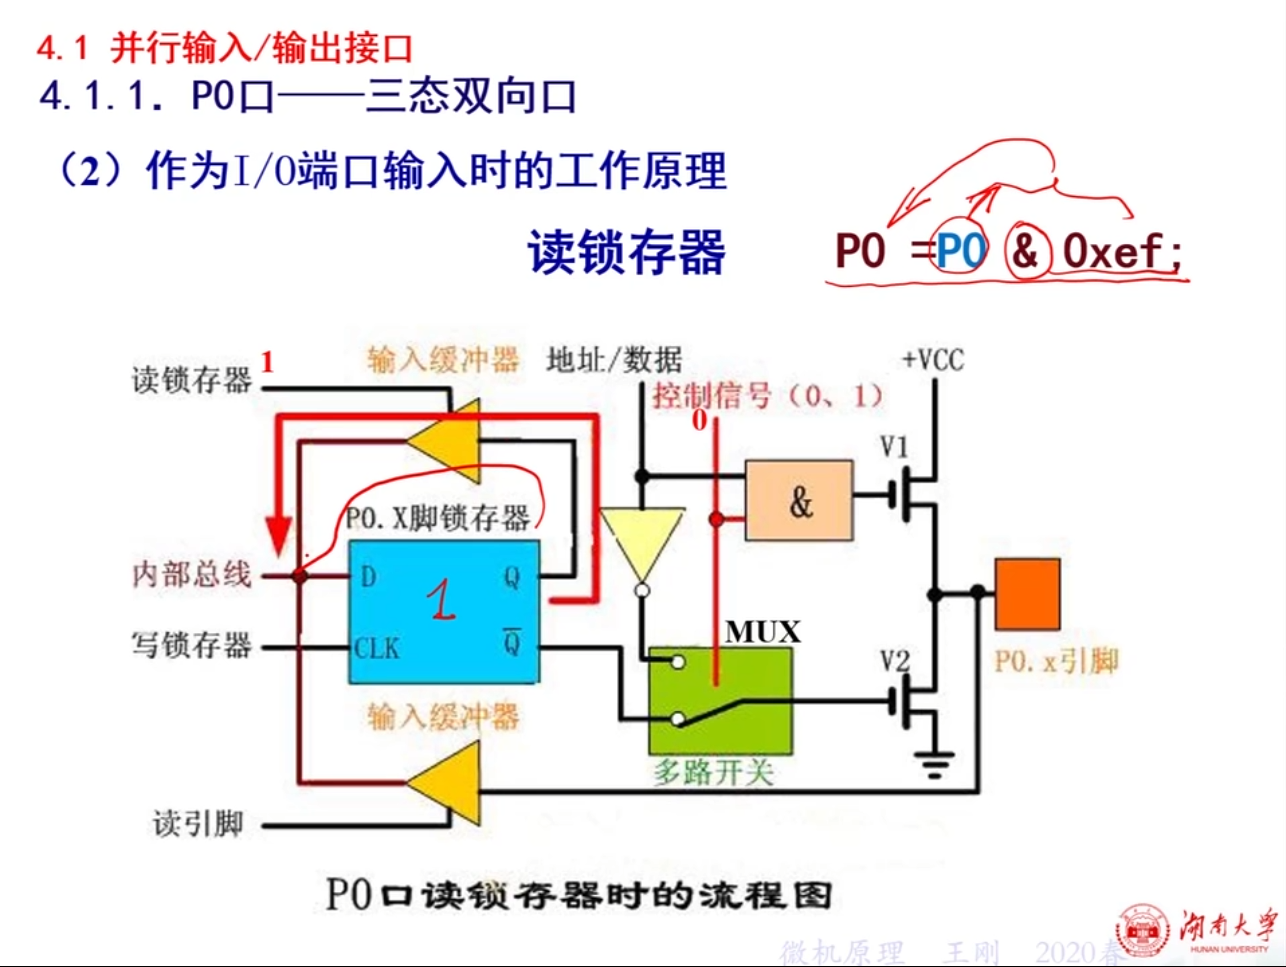 4.1 并行输入/输出接口
4.1.1. P0口——三态双向口
（2）作为I/O端口输入时的工作原理
读锁存器
P0 =P0 & 0xef;
读锁存器
1
输入缓冲器
地址/数据
+VCC
控制信号（0、1）
0
V1
&
P0.X脚锁存器
内部总线
D
Q
1
写锁存器
CLK
Q̅
MUX
V2
P0.x引脚
输入缓冲器
多路开关
读引脚
P0口读锁存器时的流程图
湖南大学
HUNAN UNIVERSITY
微机原理 王刚 2020春